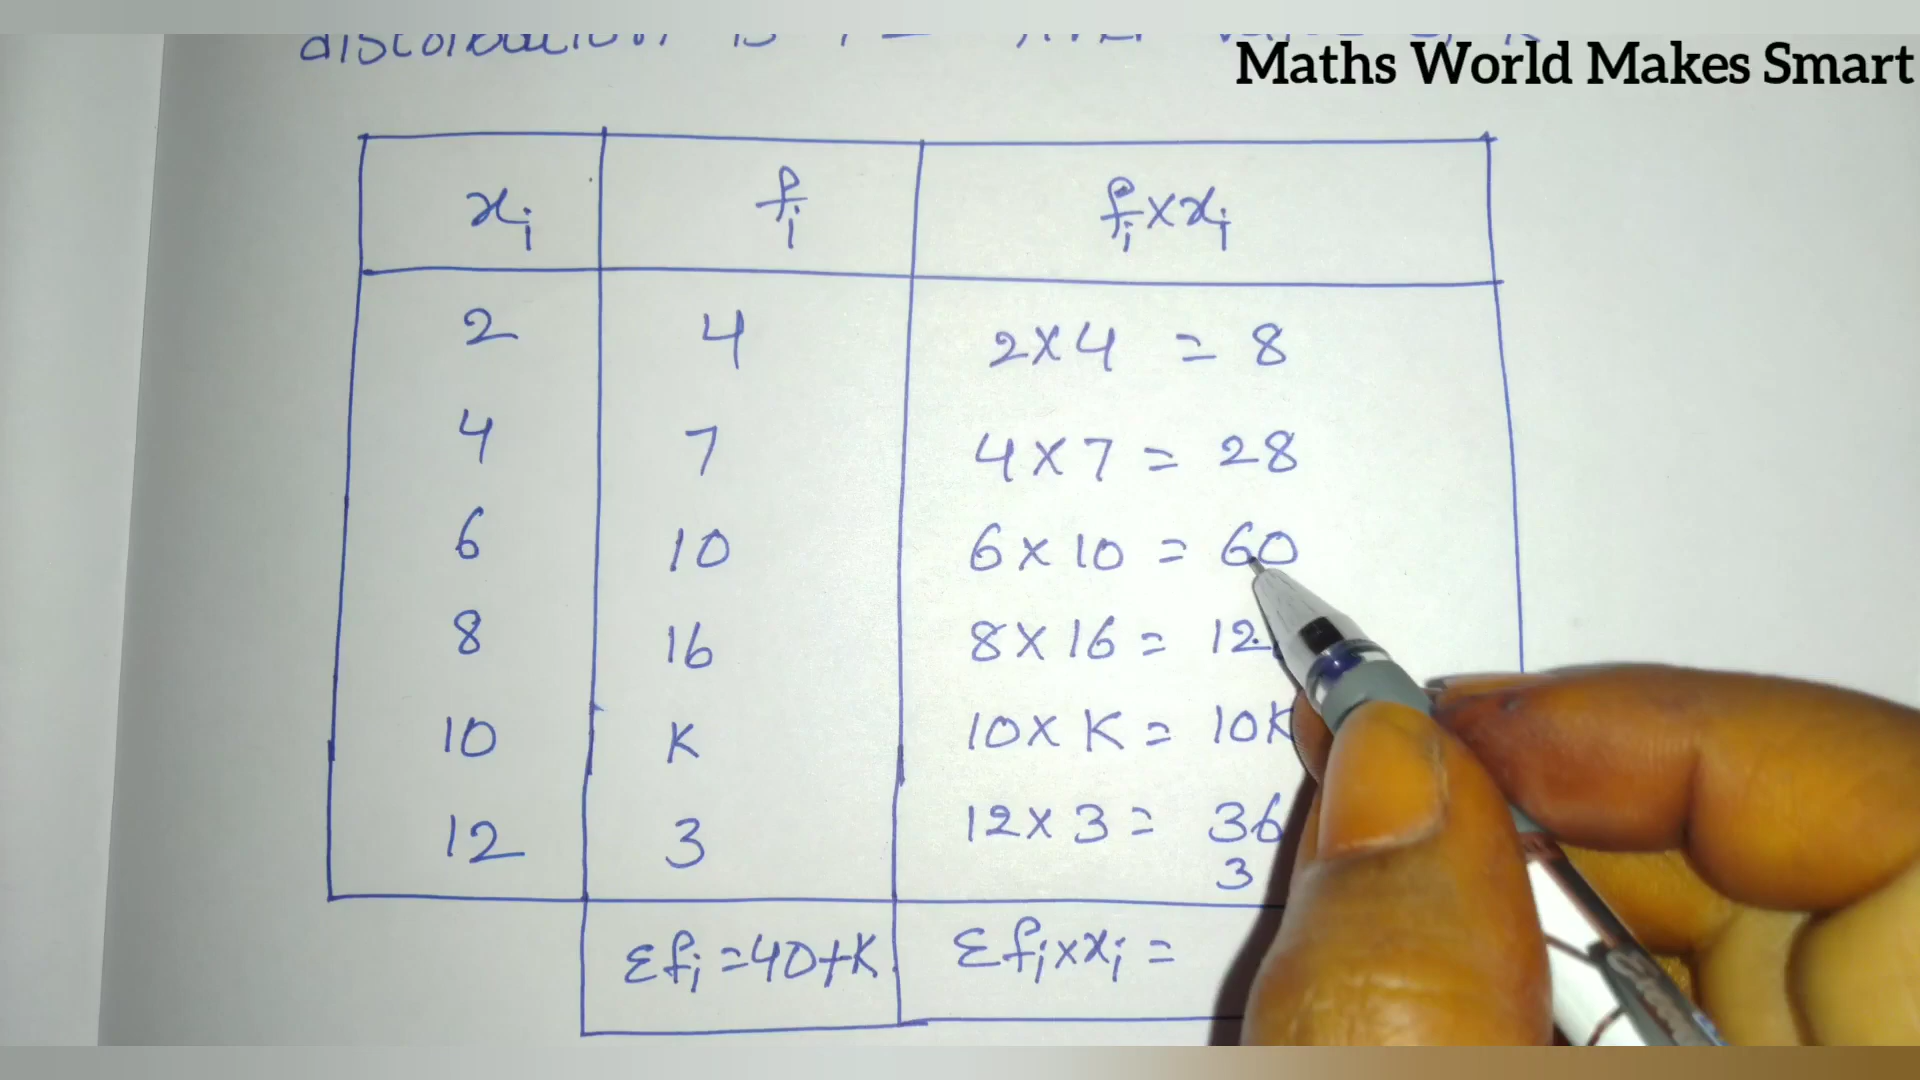 Maths World Makes Smart
xi fi fi×xi
2 4 2×4 = 8
4 7 4×7 = 28
6 10 6×10 = 60
8 16 8×16 = 12
10 K 10×K = 10K
12 3 12×3 = 36
3
Σfi =40+K Σfi×xi =